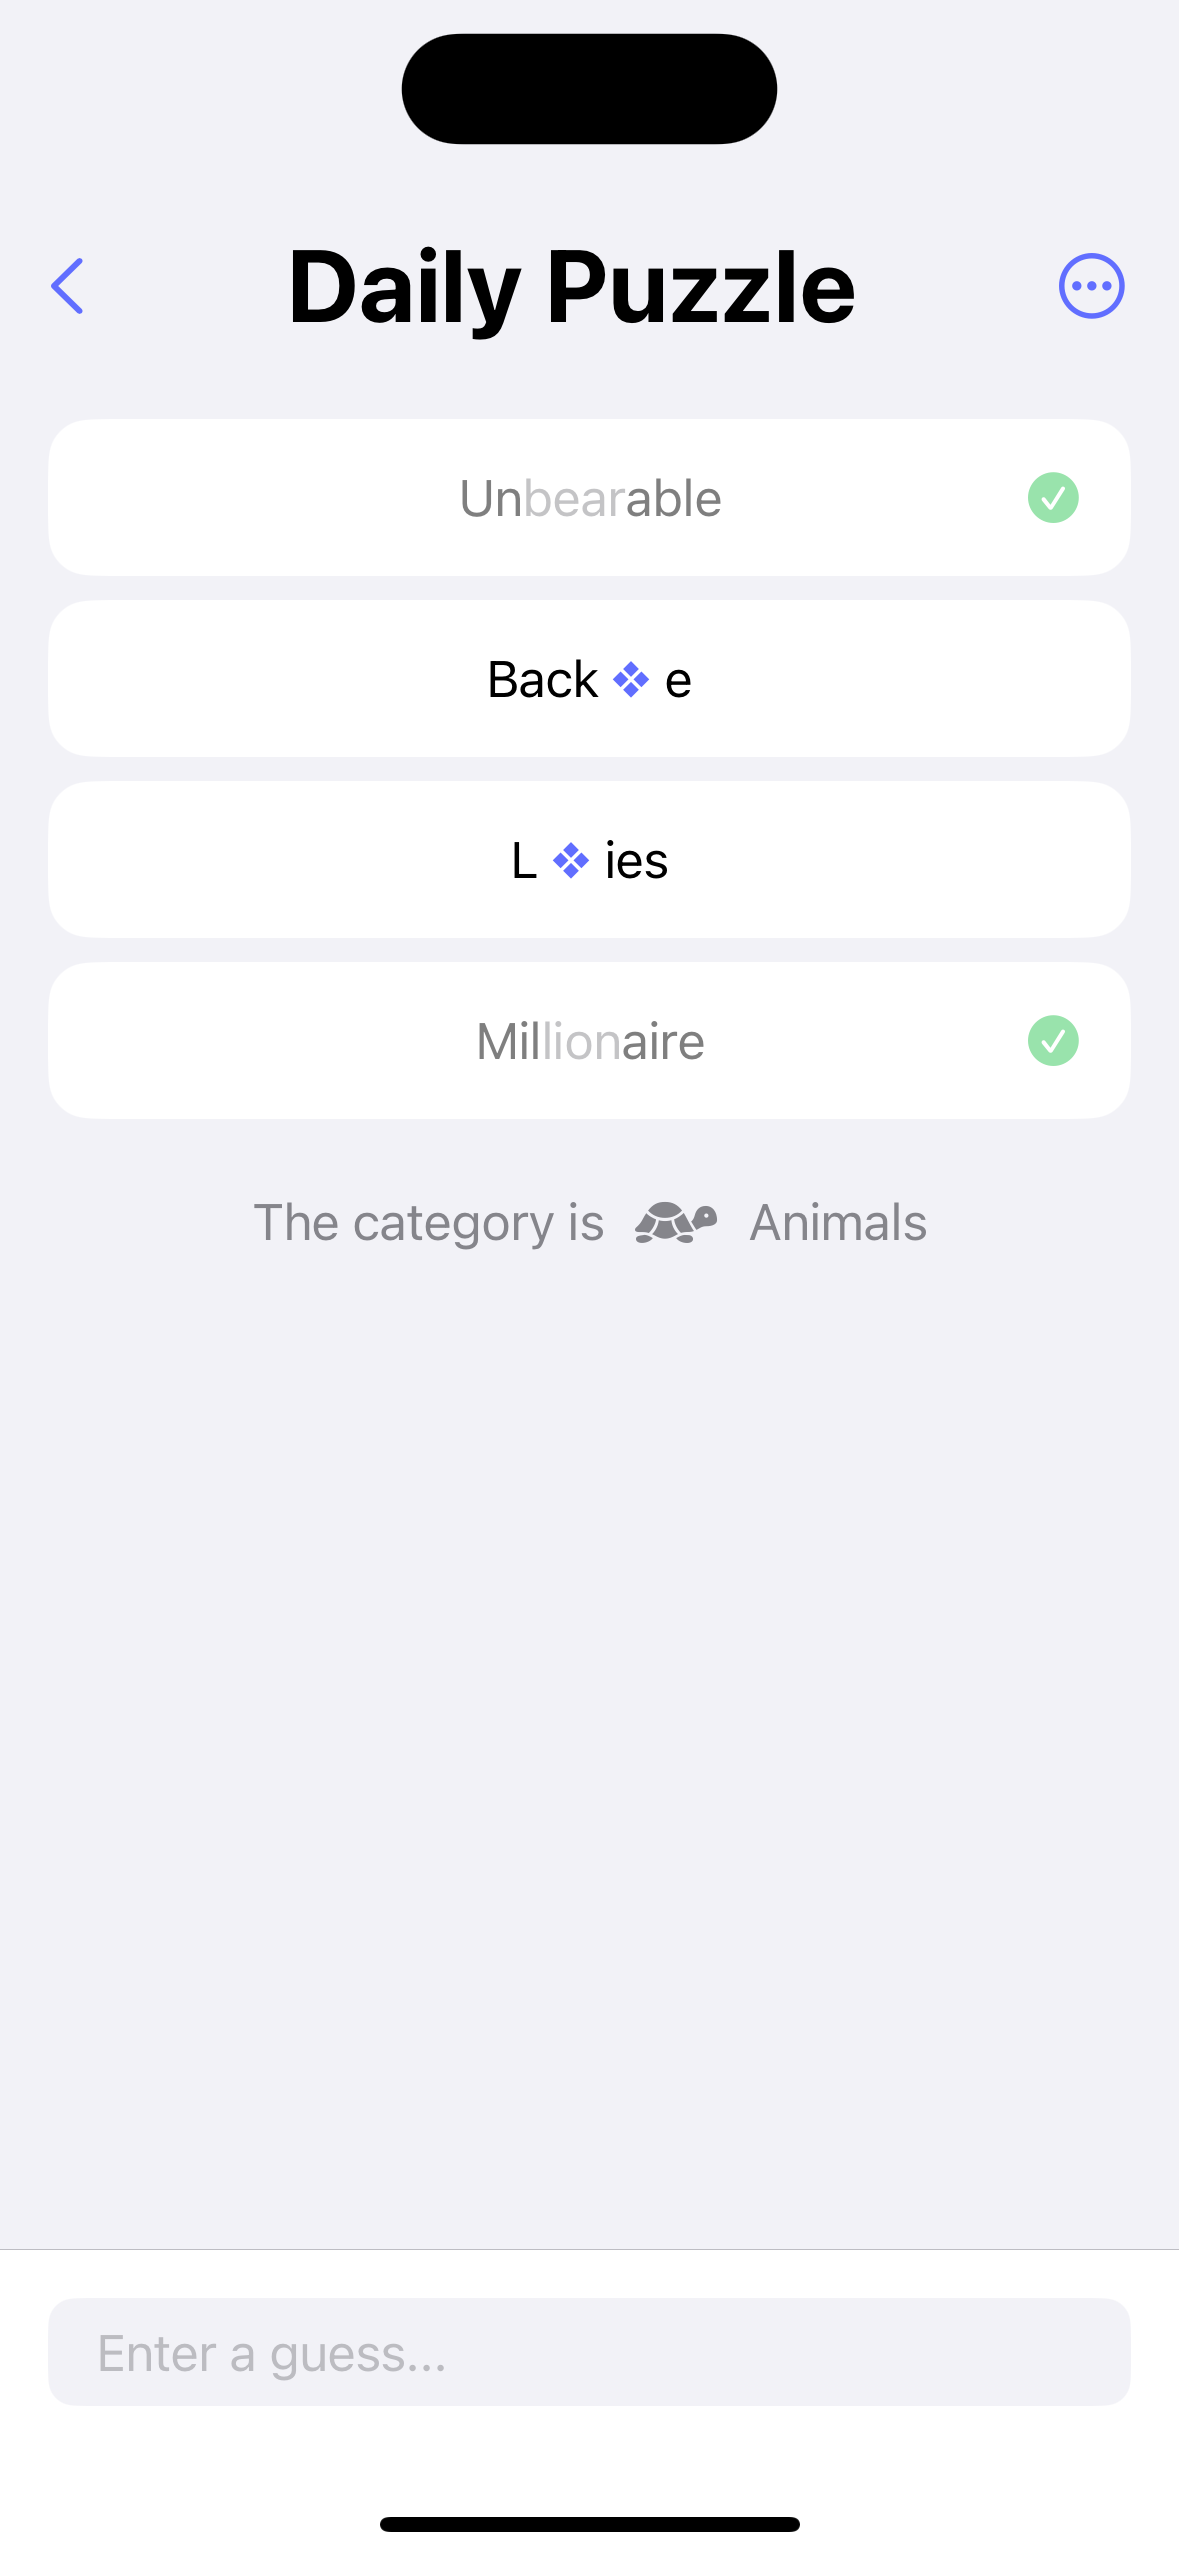 Daily Puzzle
Unbearable
Back ❖ e
L ❖ ies
Millionaire
The category is Animals
Enter a guess...